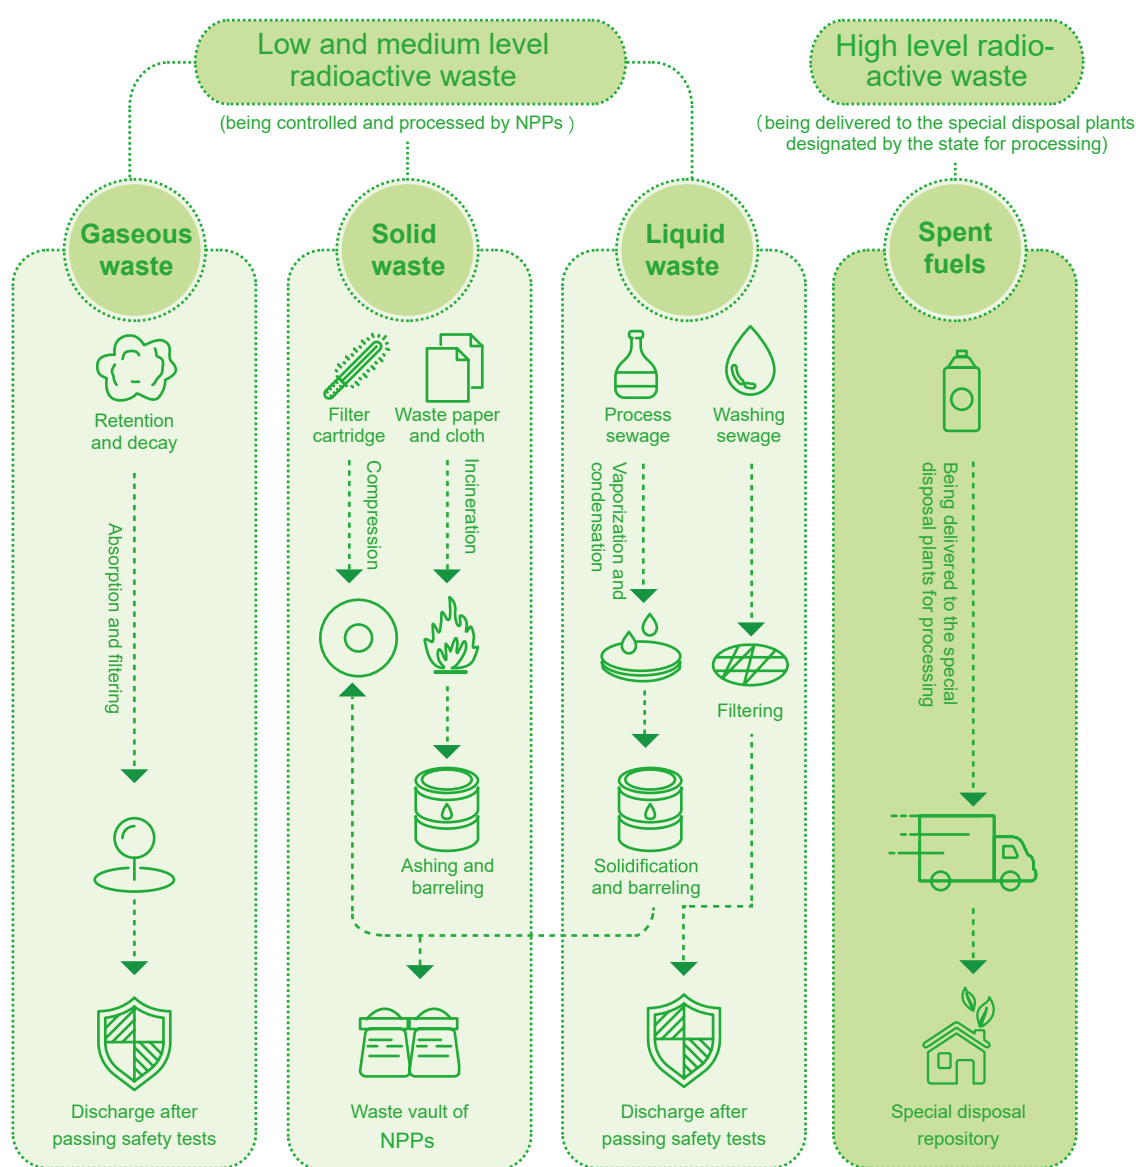 Low and medium level
radioactive waste
(being controlled and processed by NPPs )
High level radio-
active waste
(being delivered to the special disposal plants
designated by the state for processing)
Gaseous
waste
Retention
and decay
Absorption and filtering
Discharge after
passing safety tests
Solid
waste
Filter
cartridge
Waste paper
and cloth
Compression
Incineration
Ashing and
barreling
Waste vault of
NPPs
Liquid
waste
Process
sewage
Washing
sewage
Vaporization and
condensation
Filtering
Solidification
and barreling
Discharge after
passing safety tests
Spent
fuels
Being delivered to the special
disposal plants for processing
Special disposal
repository